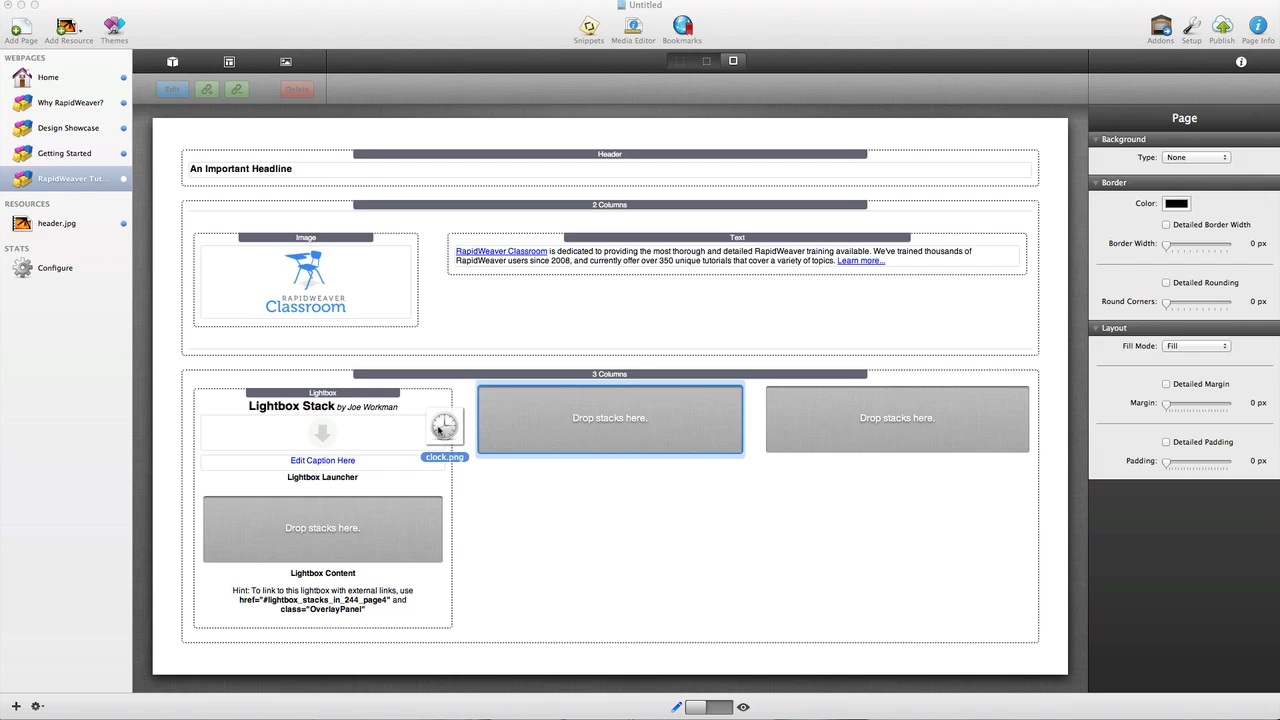 Untitled
Add Page
Add Resource
Themes
Snippets
Media Editor
Bookmarks
Addons
Setup
Publish
Page Info
WEBPAGES
Home
Why RapidWeaver?
Design Showcase
Getting Started
RapidWeaver Tut...
RESOURCES
header.jpg
STATS
Configure
Edit
Delete
Header
An Important Headline
2 Columns
Image
RAPIDWEAVER
Classroom
Text
RapidWeaver Classroom is dedicated to providing the most thorough and detailed RapidWeaver training available. We've trained thousands of
RapidWeaver users since 2008, and currently offer over 350 unique tutorials that cover a variety of topics. Learn more...
3 Columns
Lightbox
Lightbox Stack by Joe Workman
clock.png
Edit Caption Here
Lightbox Launcher
Drop stacks here.
Lightbox Content
Hint: To link to this lightbox with external links, use
href="#lightbox_stacks_in_244_page4" and
class="OverlayPanel"
Drop stacks here.
Drop stacks here.
Page
Background
Type: None
Border
Color:
Detailed Border Width
Border Width: 0 px
Detailed Rounding
Round Corners: 0 px
Layout
Fill Mode: Fill
Detailed Margin
Margin: 0 px
Detailed Padding
Padding: 0 px